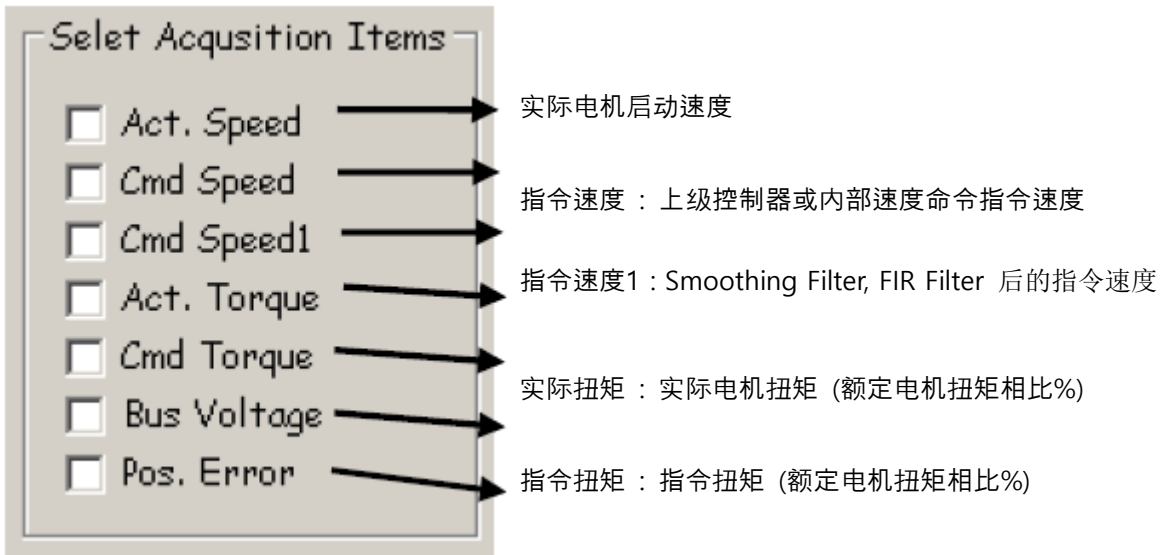 Selet Acqusition Items
Act. Speed
实际电机启动速度
Cmd Speed
指令速度 : 上级控制器或内部速度命令指令速度
Cmd Speed1
指令速度1 : Smoothing Filter, FIR Filter 后的指令速度
Act. Torque
Cmd Torque
实际扭矩 : 实际电机扭矩 (额定电机扭矩相比%)
Bus Voltage
Pos. Error
指令扭矩 : 指令扭矩 (额定电机扭矩相比%)